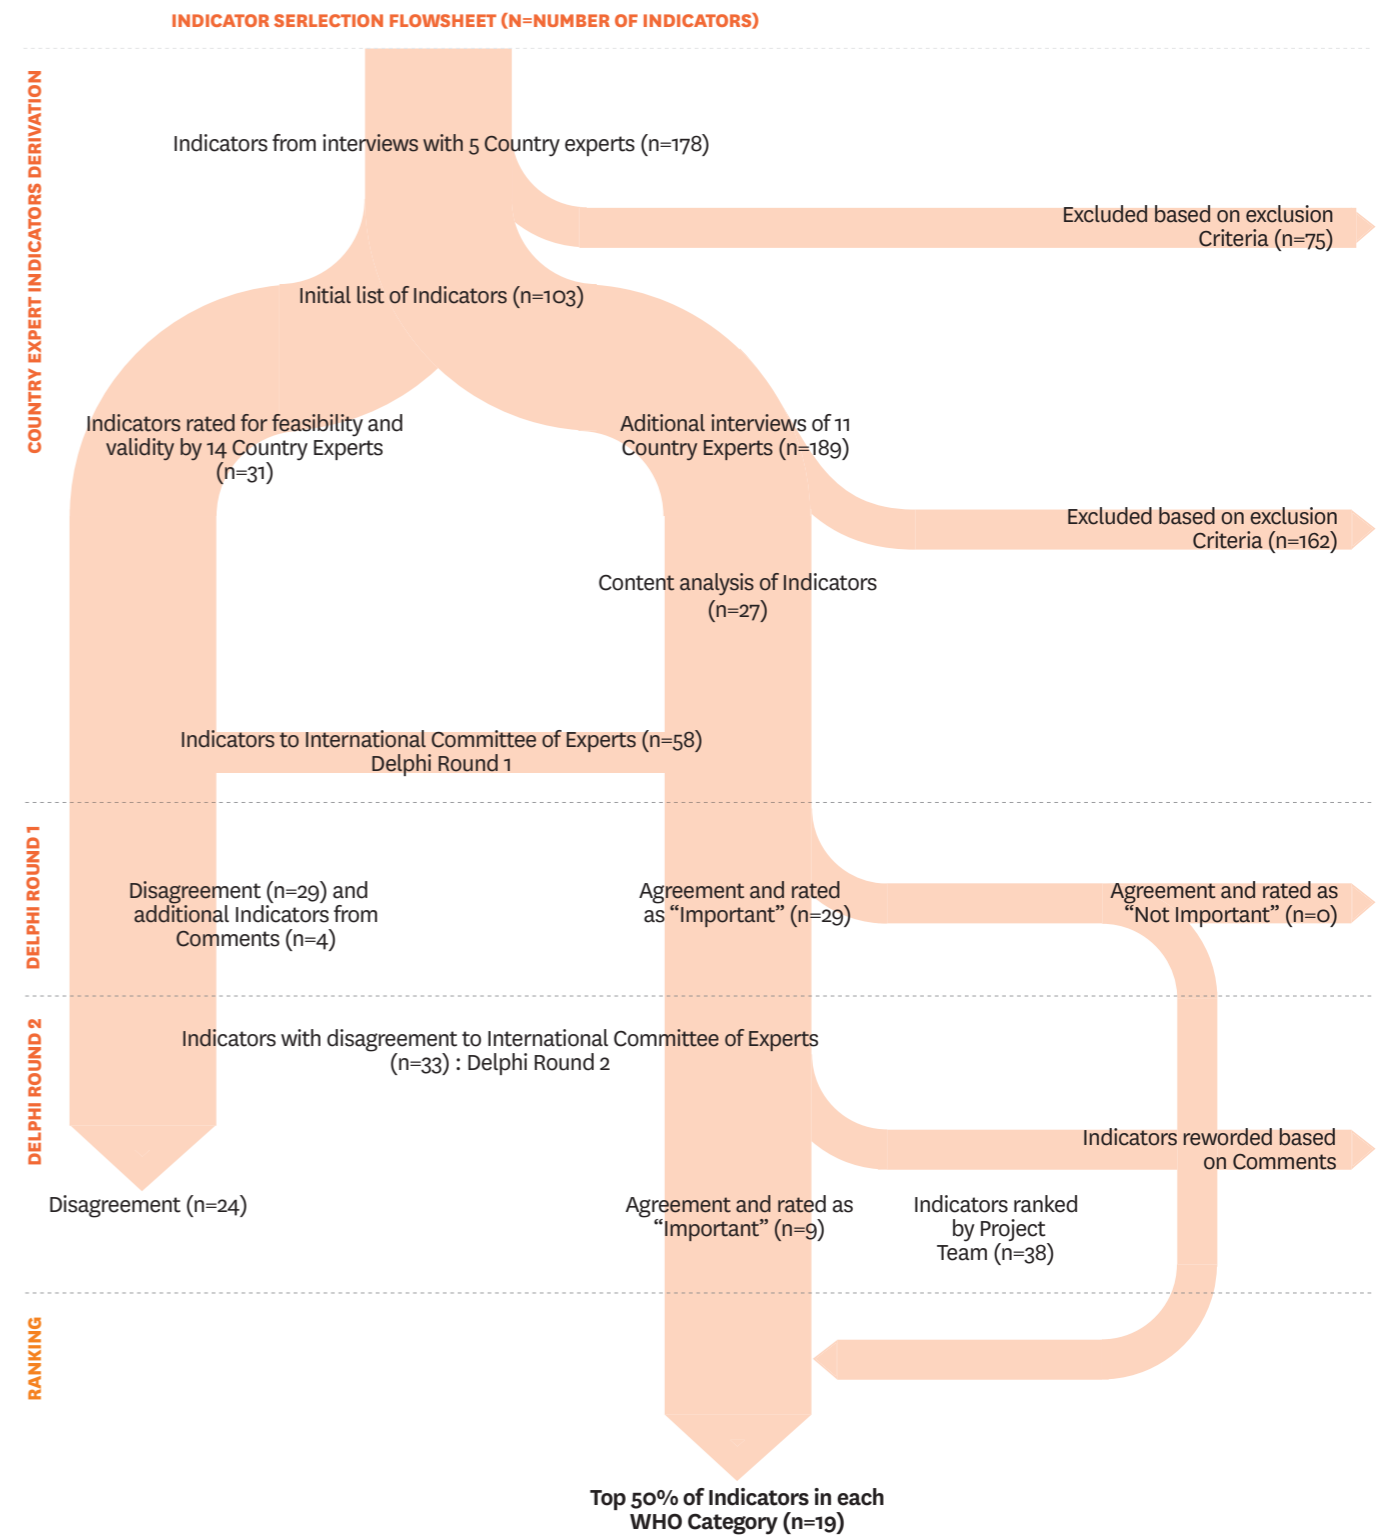 INDICATOR SERLECTION FLOWSHEET (N=NUMBER OF INDICATORS)
COUNTRY EXPERT INDICATORS DERIVATION
Indicators from interviews with 5 Country experts (n=178)
Excluded based on exclusion
Criteria (n=75)
Initial list of Indicators (n=103)
Indicators rated for feasibility and
validity by 14 Country Experts
(n=31)
Aditional interviews of 11
Country Experts (n=189)
Excluded based on exclusion
Criteria (n=162)
Content analysis of Indicators
(n=27)
Indicators to International Committee of Experts (n=58)
Delphi Round 1
DELPHI ROUND 1
Disagreement (n=29) and
additional Indicators from
Comments (n=4)
Agreement and rated
as “Important” (n=29)
Agreement and rated as
“Not Important” (n=0)
DELPHI ROUND 2
Indicators with disagreement to International Committee of Experts
(n=33) : Delphi Round 2
Indicators reworded based
on Comments
Disagreement (n=24)
Agreement and rated as
“Important” (n=9)
Indicators ranked
by Project
Team (n=38)
RANKING
Top 50% of Indicators in each
WHO Category (n=19)